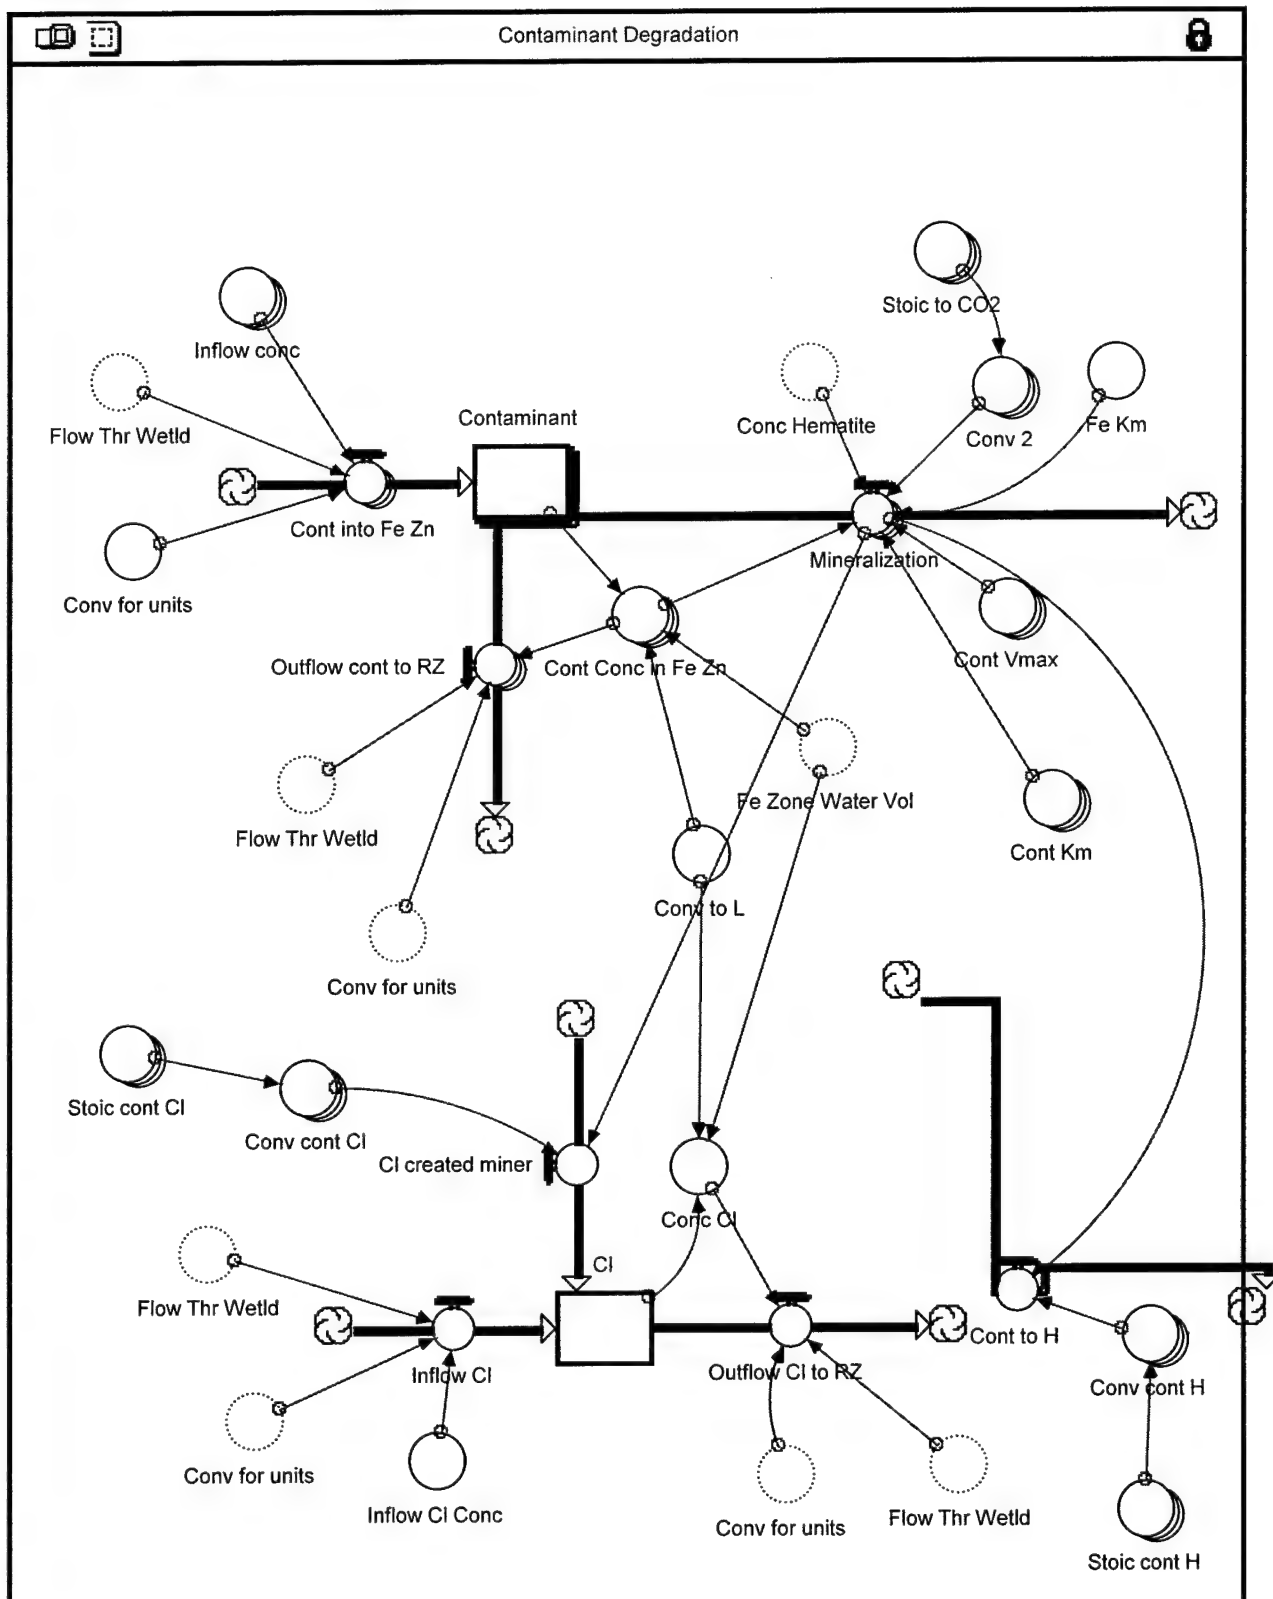 Contaminant Degradation
Stoic to CO2
Inflow conc
Flow Thr Wetld
Contaminant
Conc Hematite
Conv 2
Fe Km
Cont into Fe Zn
Mineralization
Conv for units
Outflow cont to RZ
Cont Conc in Fe Zn
Cont Vmax
Fe Zone Water Vol
Flow Thr Wetld
Cont Km
Conv to L
Conv for units
Stoic cont Cl
Conv cont Cl
Cl created miner
Conc Cl
Cl
Flow Thr Wetld
Inflow Cl
Outflow Cl to RZ
Cont to H
Conv cont H
Conv for units
Inflow Cl Conc
Conv for units
Flow Thr Wetld
Stoic cont H